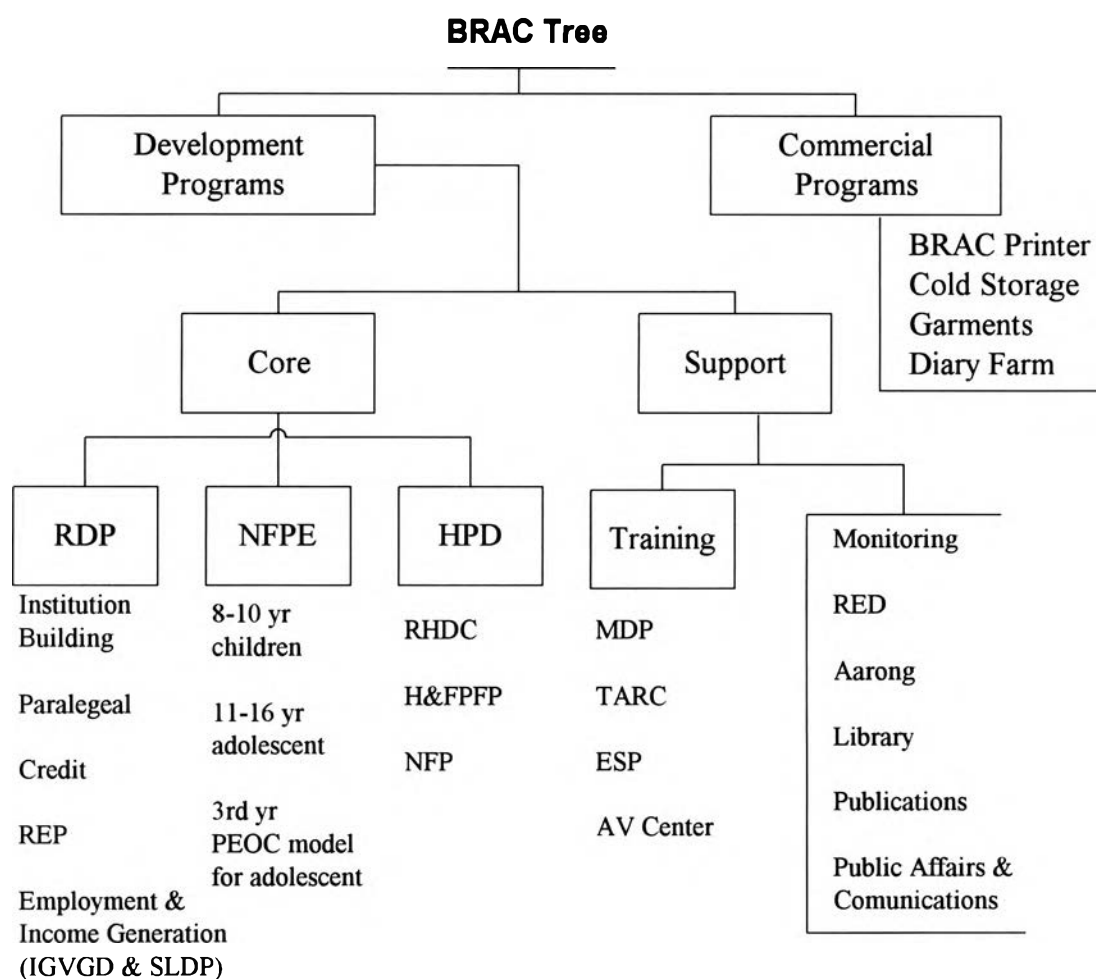 BRAC Tree
Development
Programs
Commercial
Programs
BRAC Printer
Cold Storage
Garments
Diary Farm
Core
Support
RDP
NFPE
HPD
Training
Institution
Building
Paralegeal
Credit
REP
Employment &
Income Generation
(IGVGD & SLDP)
8-10 yr
children
11-16 yr
adolescent
3rd yr
PEOC model
for adolescent
RHDC
H&FPFP
NFP
MDP
TARC
ESP
AV Center
Monitoring
RED
Aarong
Library
Publications
Public Affairs &
Comunications